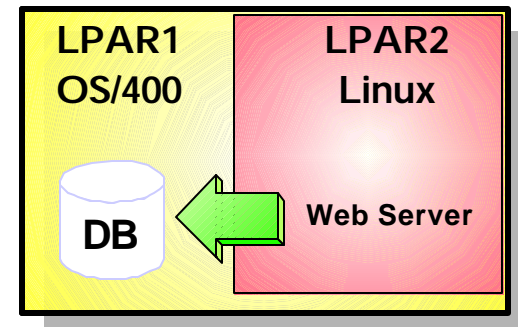 LPAR1
OS/400
DB
LPAR2
Linux
Web Server